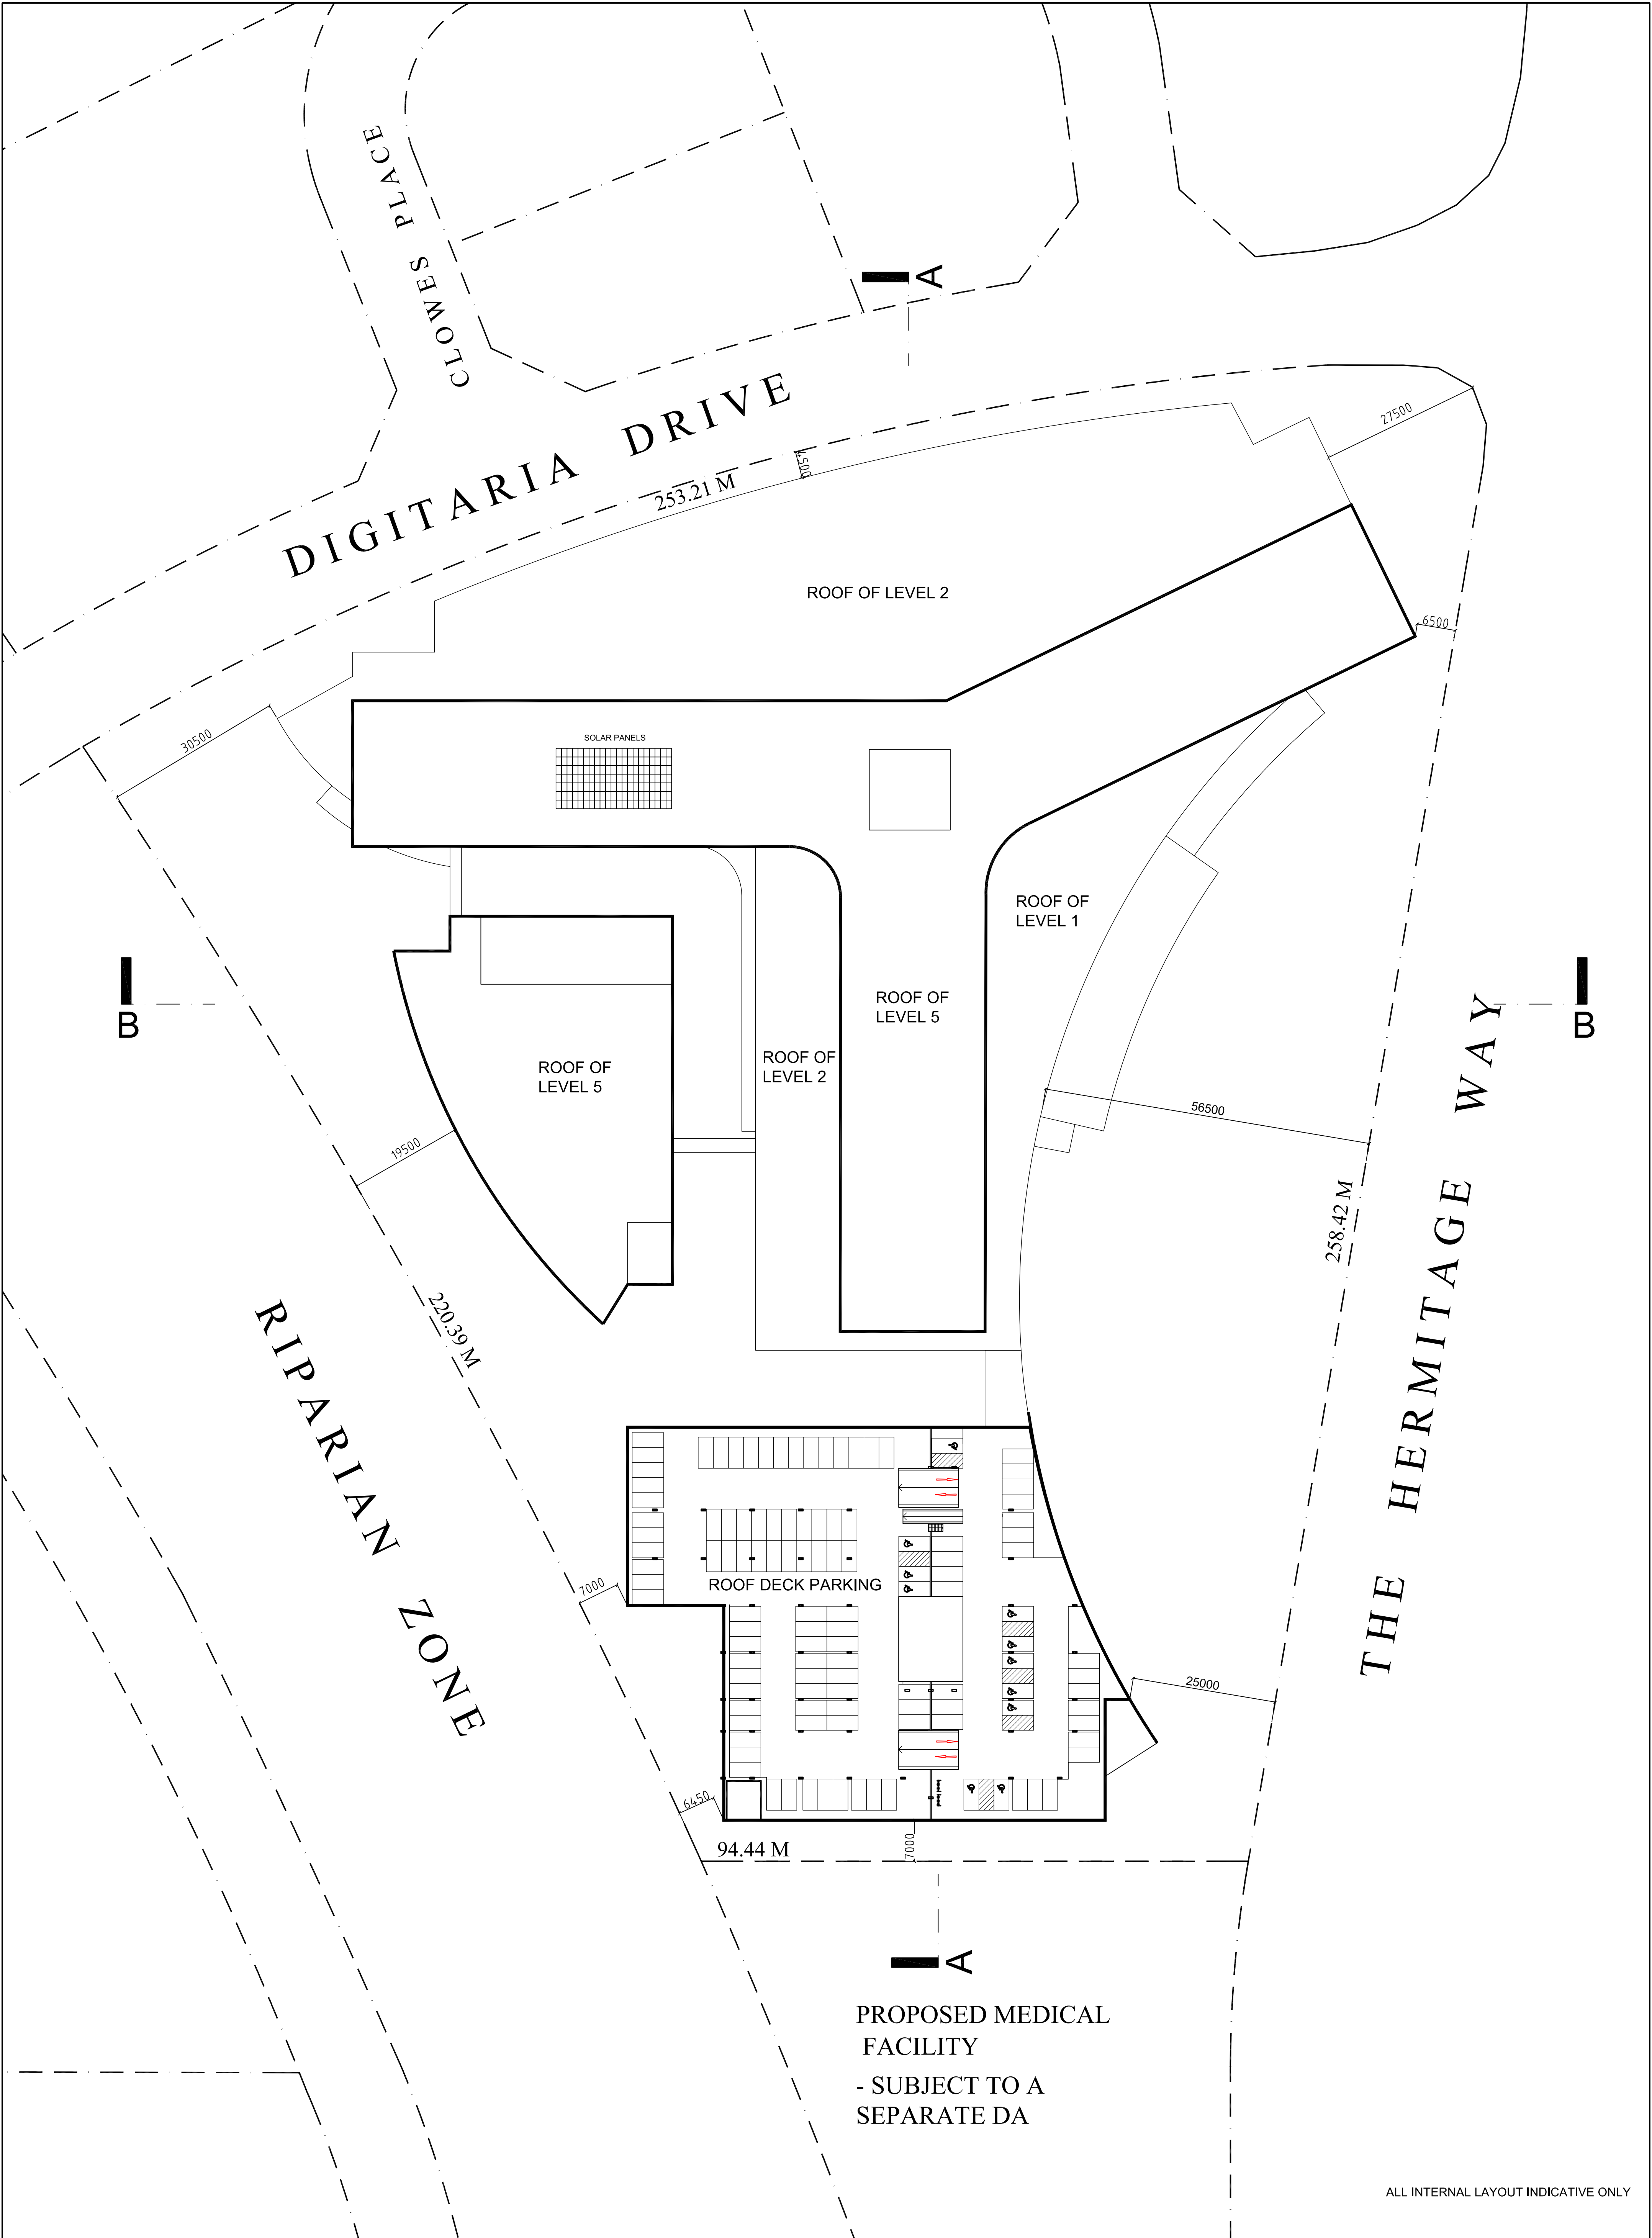 CLOWES PLACE
A
DIGITARIA DRIVE
27500
4500
253.21 M
ROOF OF LEVEL 2
6500
30500
SOLAR PANELS
ROOF OF
LEVEL 1
B
B
ROOF OF
LEVEL 5
ROOF OF
LEVEL 2
ROOF OF
LEVEL 5
56500
19500
258.42 M
THE HERMITAGE WAY
220.39 M
RIPARIAN ZONE
ROOF DECK PARKING
7000
25000
6450
94.44 M
7000
A
PROPOSED MEDICAL
FACILITY
- SUBJECT TO A
SEPARATE DA
ALL INTERNAL LAYOUT INDICATIVE ONLY